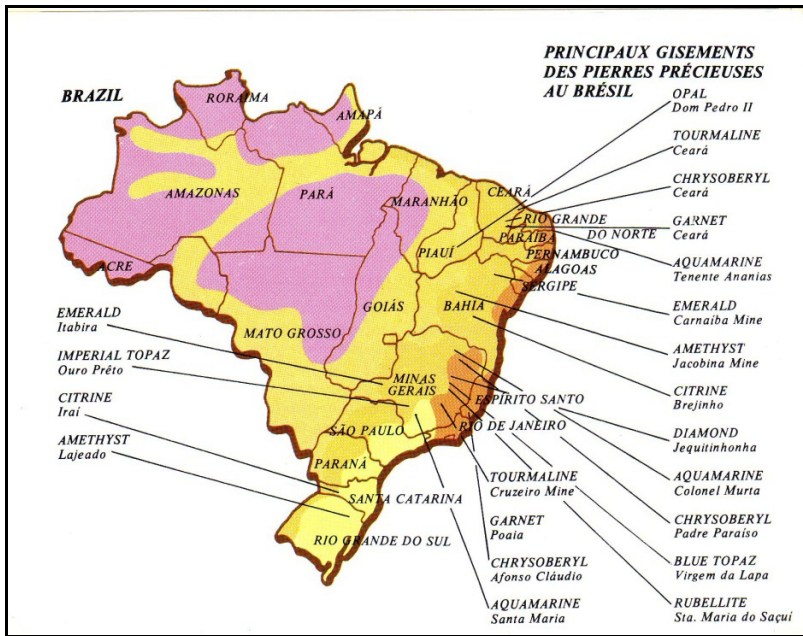 PRINCIPAUX GISEMENTS
DES PIERRES PRÉCIEUSES
AU BRÉSIL
BRAZIL
RORAIMA
AMAPÁ
AMAZONAS
PARÁ
MARANHÃO
CEARÁ
RIO GRANDE
DO NORTE
PARAÍBA
PIAUÍ
PERNAMBUCO
ALAGOAS
SERGIPE
ACRE
GOIÁS
BAHIA
MATO GROSSO
MINAS
GERAIS
ESPÍRITO SANTO
RIO DE JANEIRO
SÃO PAULO
PARANÁ
SANTA CATARINA
RIO GRANDE DO SUL
EMERALD
Itabira
IMPERIAL TOPAZ
Ouro Prêto
CITRINE
Iraí
AMETHYST
Lajeado
OPAL
Dom Pedro II
TOURMALINE
Ceará
CHRYSOBERYL
Ceará
GARNET
Ceará
AQUAMARINE
Tenente Ananias
EMERALD
Carnaíba Mine
AMETHYST
Jacobina Mine
CITRINE
Brejinho
DIAMOND
Jequitinhonha
AQUAMARINE
Colonel Murta
CHRYSOBERYL
Padre Paraíso
BLUE TOPAZ
Virgem da Lapa
RUBELLITE
Sta. Maria do Saçuí
TOURMALINE
Cruzeiro Mine
GARNET
Poaia
CHRYSOBERYL
Afonso Cláudio
AQUAMARINE
Santa Maria